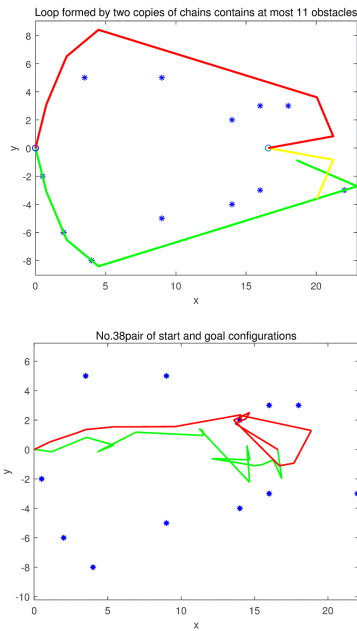 Loop formed by two copies of chains contains at most 11 obstacles
8
6
4
2
0
-2
-4
-6
-8
y
0 5 10 15 20
x
No.38pair of start and goal configurations
6
4
2
0
-2
-4
-6
-8
-10
y
0 5 10 15 20
x